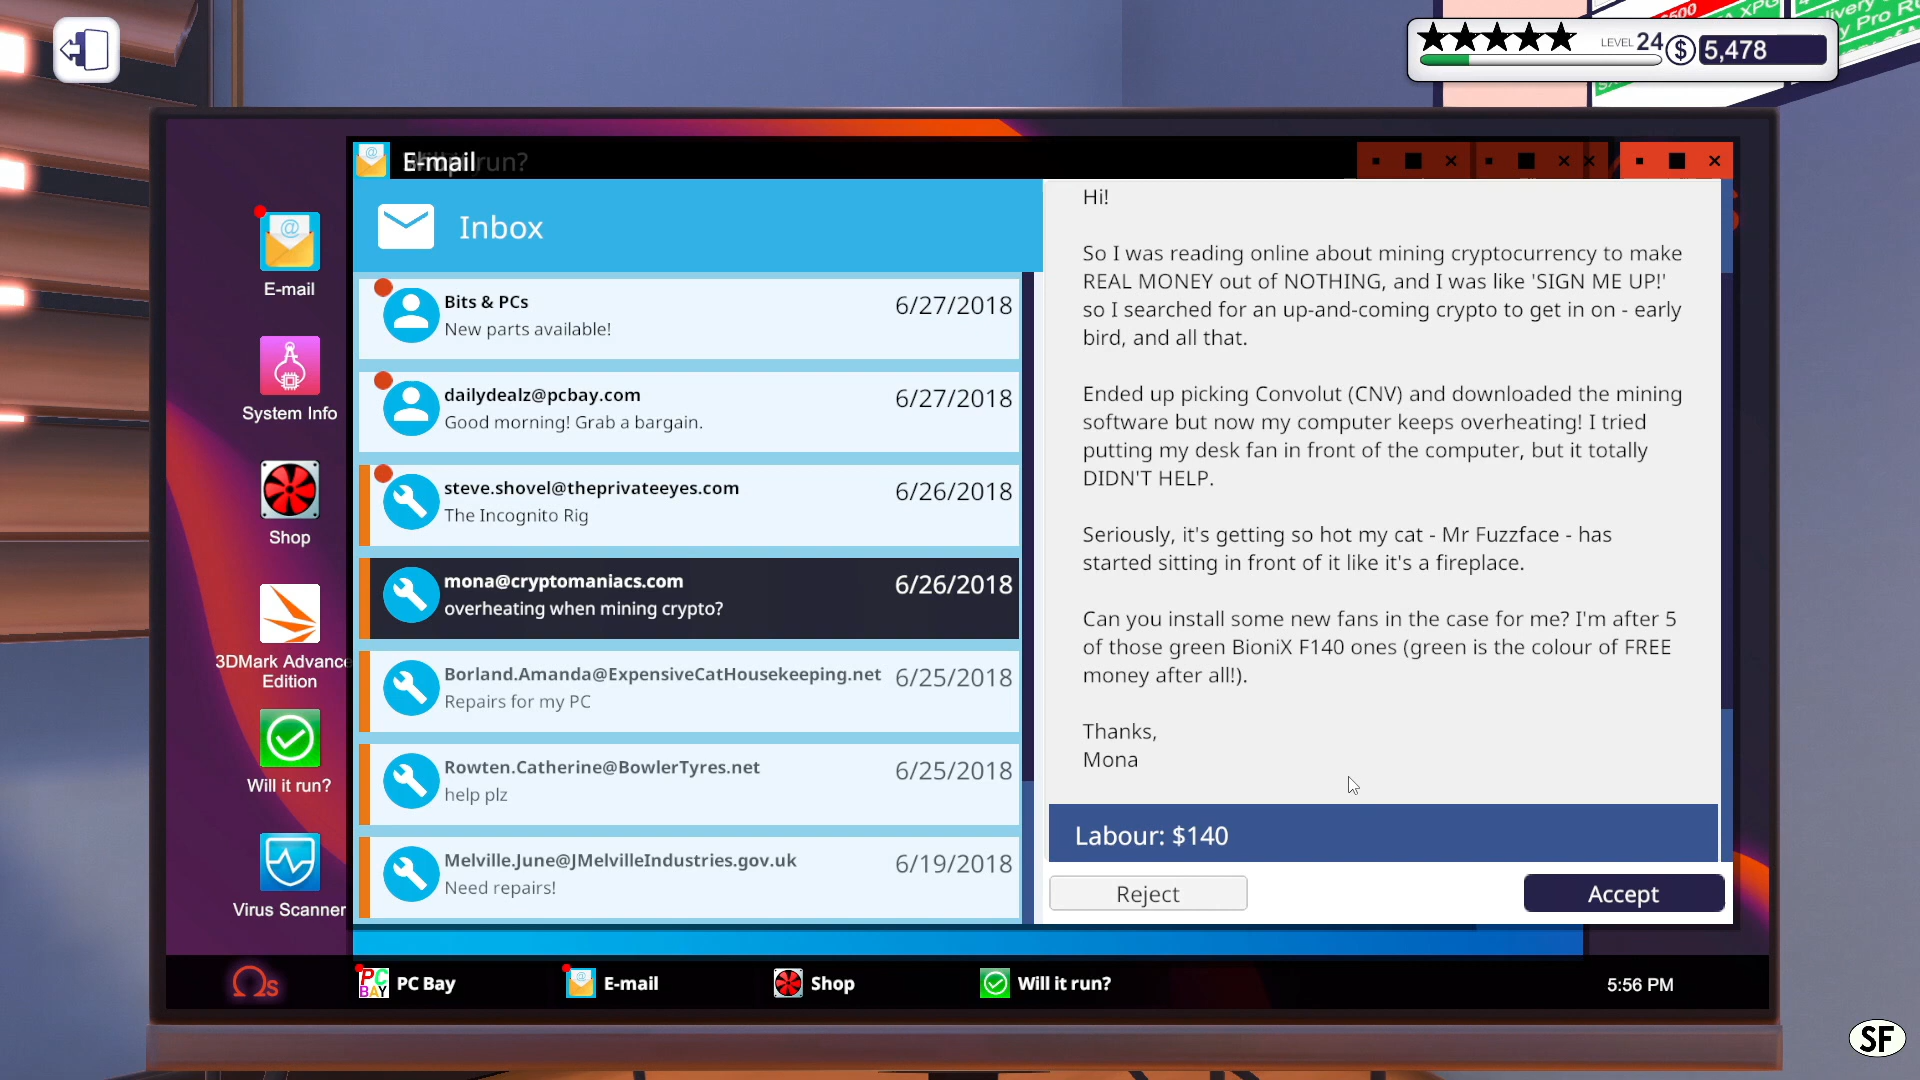 LEVEL 24
$ 5,478
E-mail
Inbox
Bits & PCs
6/27/2018
New parts available!
dailydealz@pcbay.com
6/27/2018
Good morning! Grab a bargain.
steve.shovel@theprivateeyes.com
6/26/2018
The Incognito Rig
mona@cryptomaniacs.com
6/26/2018
overheating when mining crypto?
Borland.Amanda@ExpensiveCatHousekeeping.net
6/25/2018
Repairs for my PC
Rowten.Catherine@BowlerTyres.net
6/25/2018
help plz
Melville.June@JMelvilleIndustries.gov.uk
6/19/2018
Need repairs!
Hi!
So I was reading online about mining cryptocurrency to make
REAL MONEY out of NOTHING, and I was like 'SIGN ME UP!'
so I searched for an up-and-coming crypto to get in on - early
bird, and all that.
Ended up picking Convolut (CNV) and downloaded the mining
software but now my computer keeps overheating! I tried
putting my desk fan in front of the computer, but it totally
DIDN'T HELP.
Seriously, it's getting so hot my cat - Mr Fuzzface - has
started sitting in front of it like it's a fireplace.
Can you install some new fans in the case for me? I'm after 5
of those green BioniX F140 ones (green is the colour of FREE
money after all!).
Thanks,
Mona
Labour: $140
Reject
Accept
E-mail
System Info
Shop
3DMark Advance
Edition
Will it run?
Virus Scanner
Ωs
PC BAY
PC Bay
E-mail
Shop
Will it run?
5:56 PM
SF